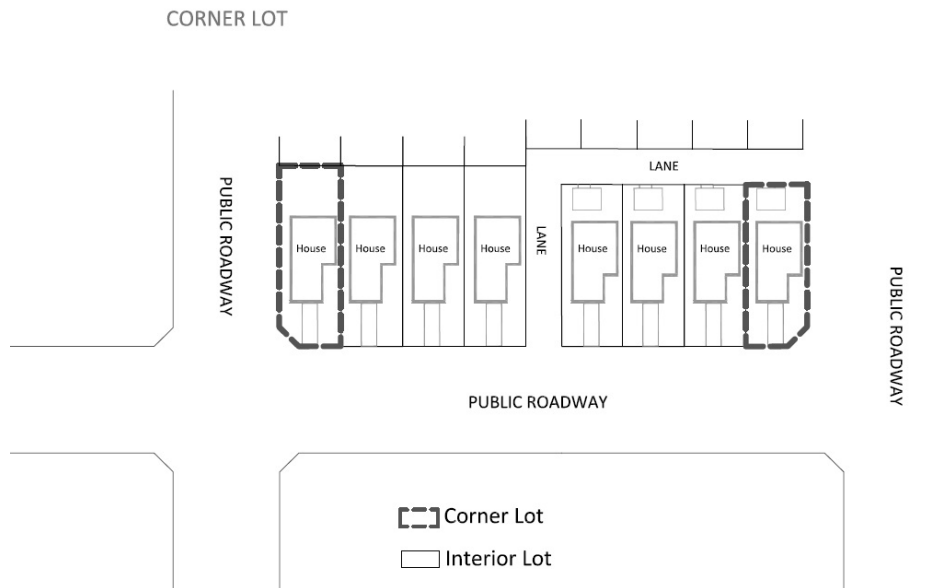 CORNER LOT
LANE
PUBLIC ROADWAY
LANE
House
House
House
House
House
House
House
House
PUBLIC ROADWAY
PUBLIC ROADWAY
Corner Lot
Interior Lot